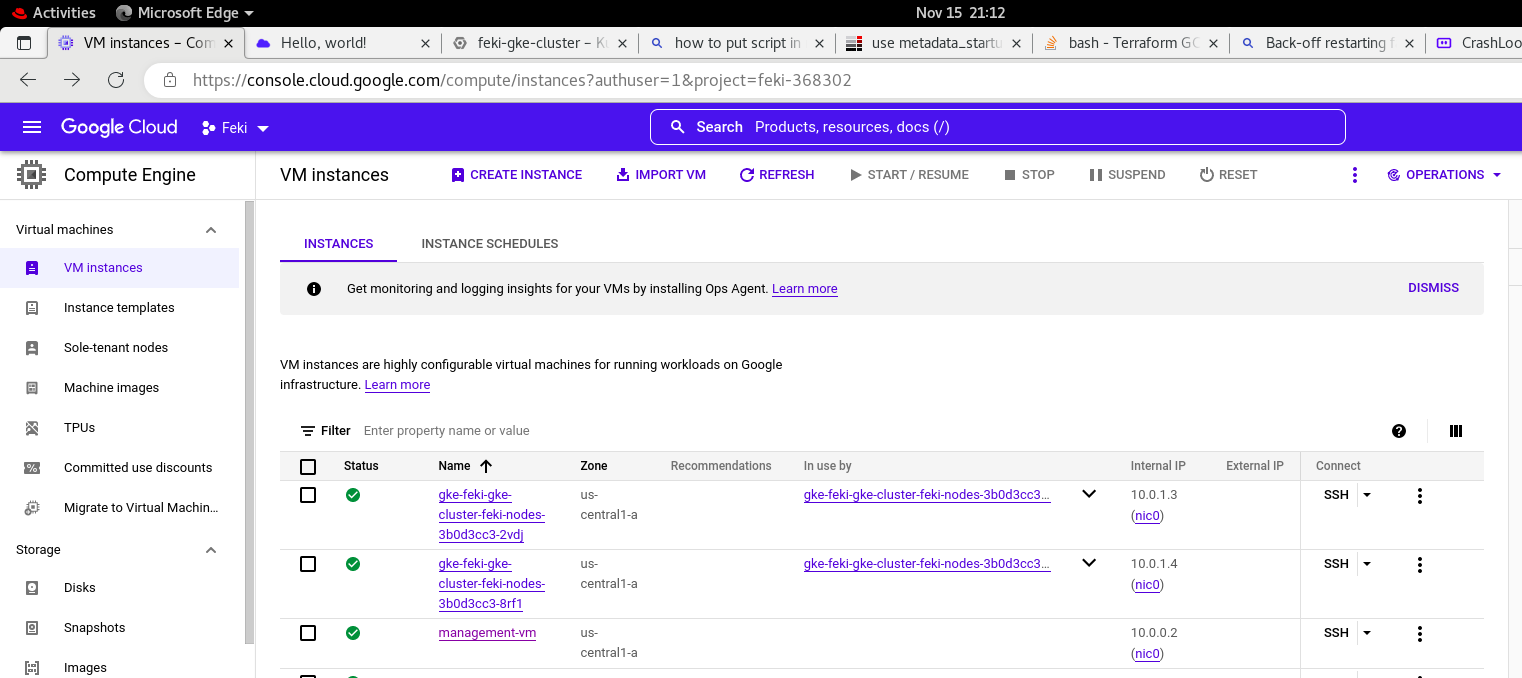 Activities Microsoft Edge Nov 15 21:12
VM instances – Com Hello, world! feki-gke-cluster – Ku how to put script in use metadata_startu bash - Terraform GC Back-off restarting f CrashLoo
https://console.cloud.google.com/compute/instances?authuser=1&project=feki-368302
Google Cloud Feki Search Products, resources, docs (/)
Compute Engine VM instances CREATE INSTANCE IMPORT VM REFRESH START / RESUME STOP SUSPEND RESET OPERATIONS
Virtual machines
VM instances
Instance templates
Sole-tenant nodes
Machine images
TPUs
Committed use discounts
Migrate to Virtual Machin...
Storage
Disks
Snapshots
Images
INSTANCES INSTANCE SCHEDULES
Get monitoring and logging insights for your VMs by installing Ops Agent. Learn more DISMISS
VM instances are highly configurable virtual machines for running workloads on Google
infrastructure. Learn more
Filter Enter property name or value
Status Name Zone Recommendations In use by Internal IP External IP Connect
gke-feki-gke- us- gke-feki-gke-cluster-feki-nodes-3b0d3cc3... 10.0.1.3 SSH
cluster-feki-nodes- central1-a (nic0)
3b0d3cc3-2vdj
gke-feki-gke- us- gke-feki-gke-cluster-feki-nodes-3b0d3cc3... 10.0.1.4 SSH
cluster-feki-nodes- central1-a (nic0)
3b0d3cc3-8rf1
management-vm us- 10.0.0.2 SSH
central1-a (nic0)